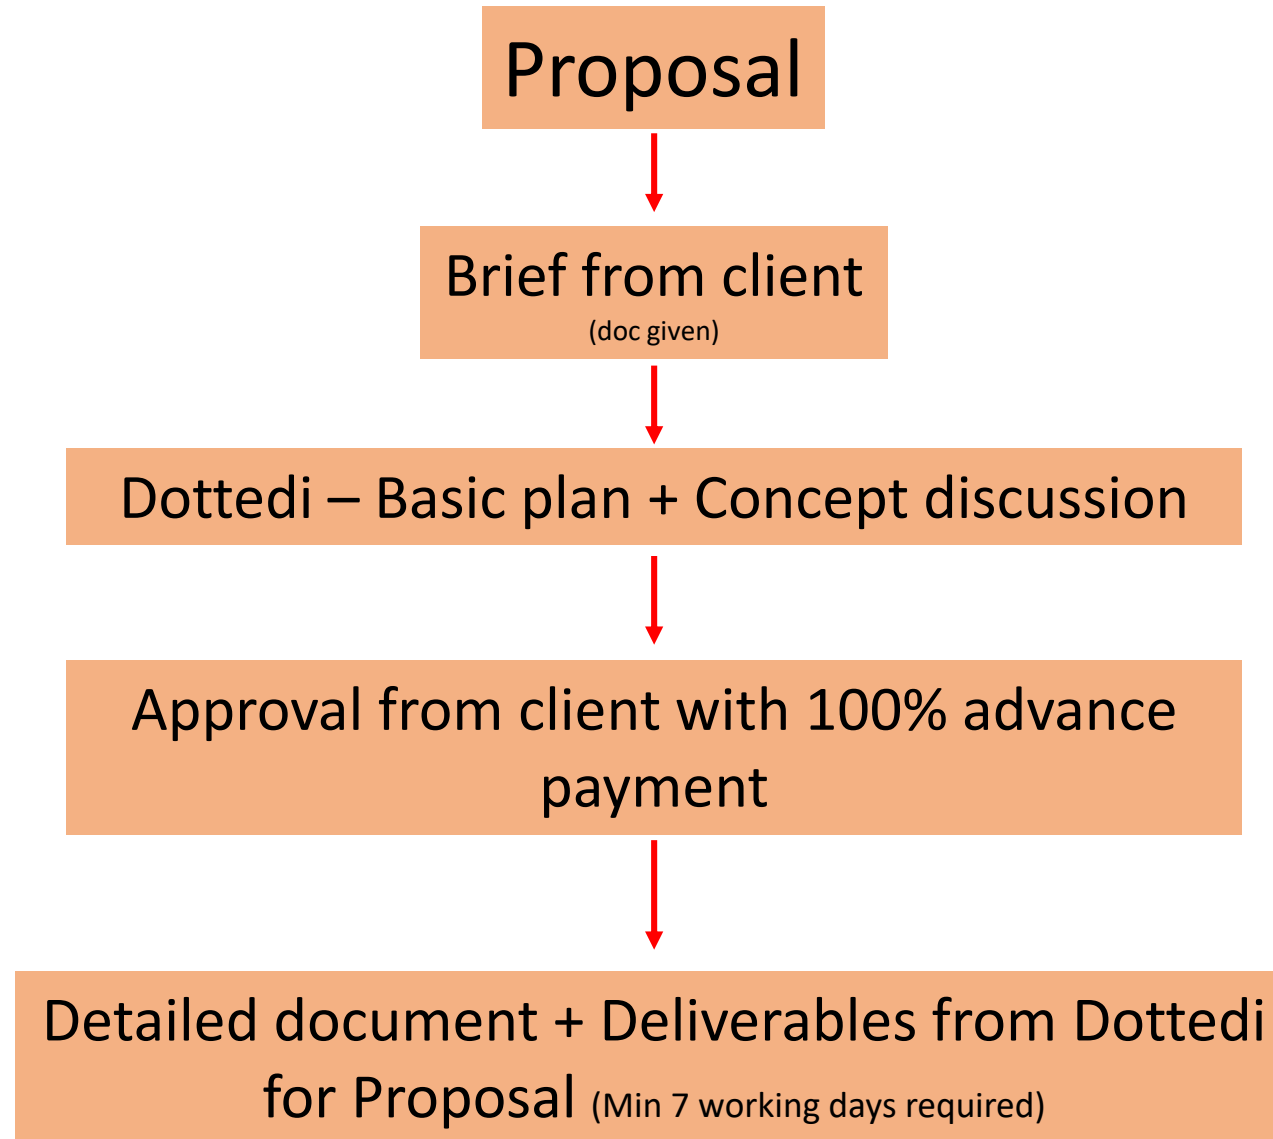 Proposal
Brief from client
(doc given)
Dottedi – Basic plan + Concept discussion
Approval from client with 100% advance
payment
Detailed document + Deliverables from Dottedi
for Proposal (Min 7 working days required)